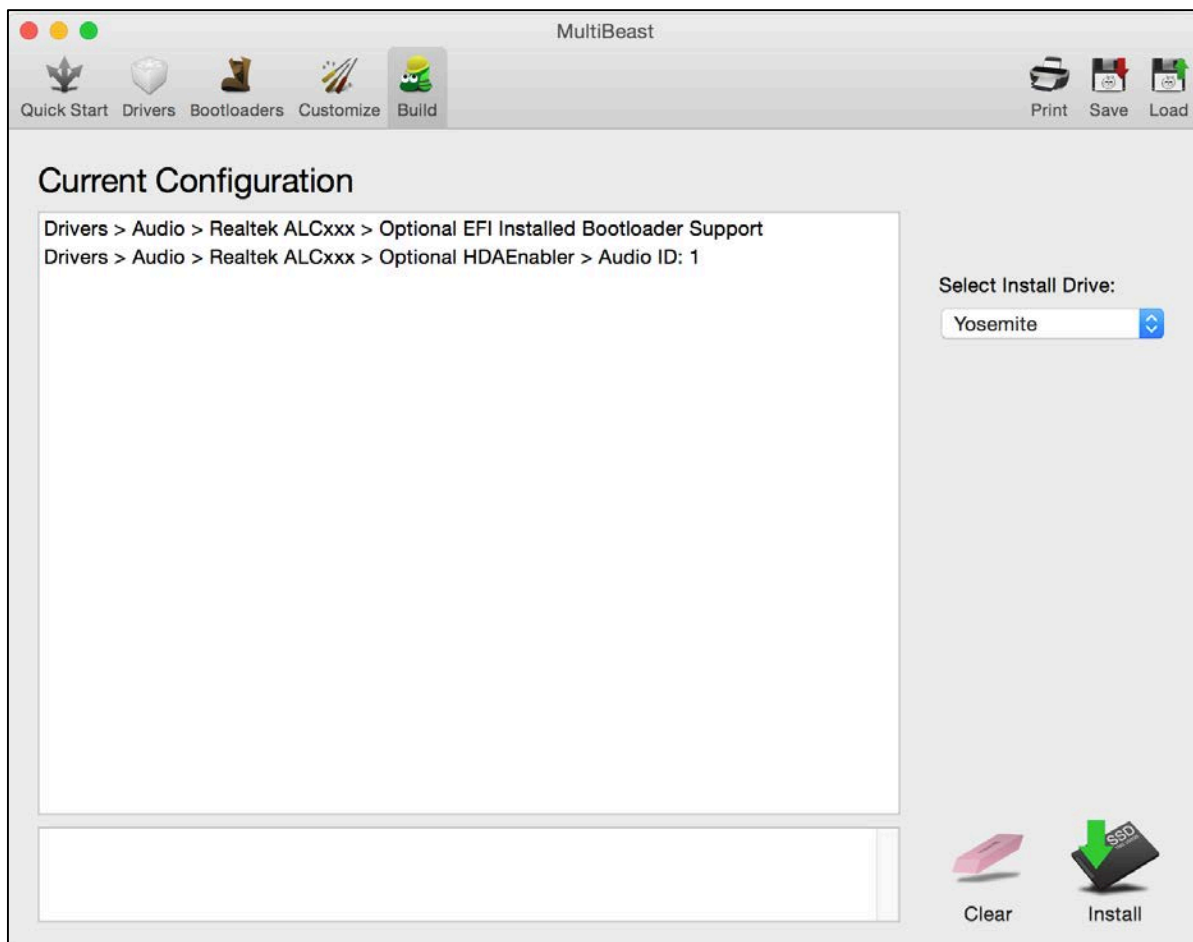 MultiBeast
Quick Start Drivers Bootloaders Customize Build Print Save Load
Current Configuration
Drivers > Audio > Realtek ALCxxx > Optional EFI Installed Bootloader Support
Drivers > Audio > Realtek ALCxxx > Optional HDAEnabler > Audio ID: 1
Select Install Drive:
Yosemite
SSD
Clear Install